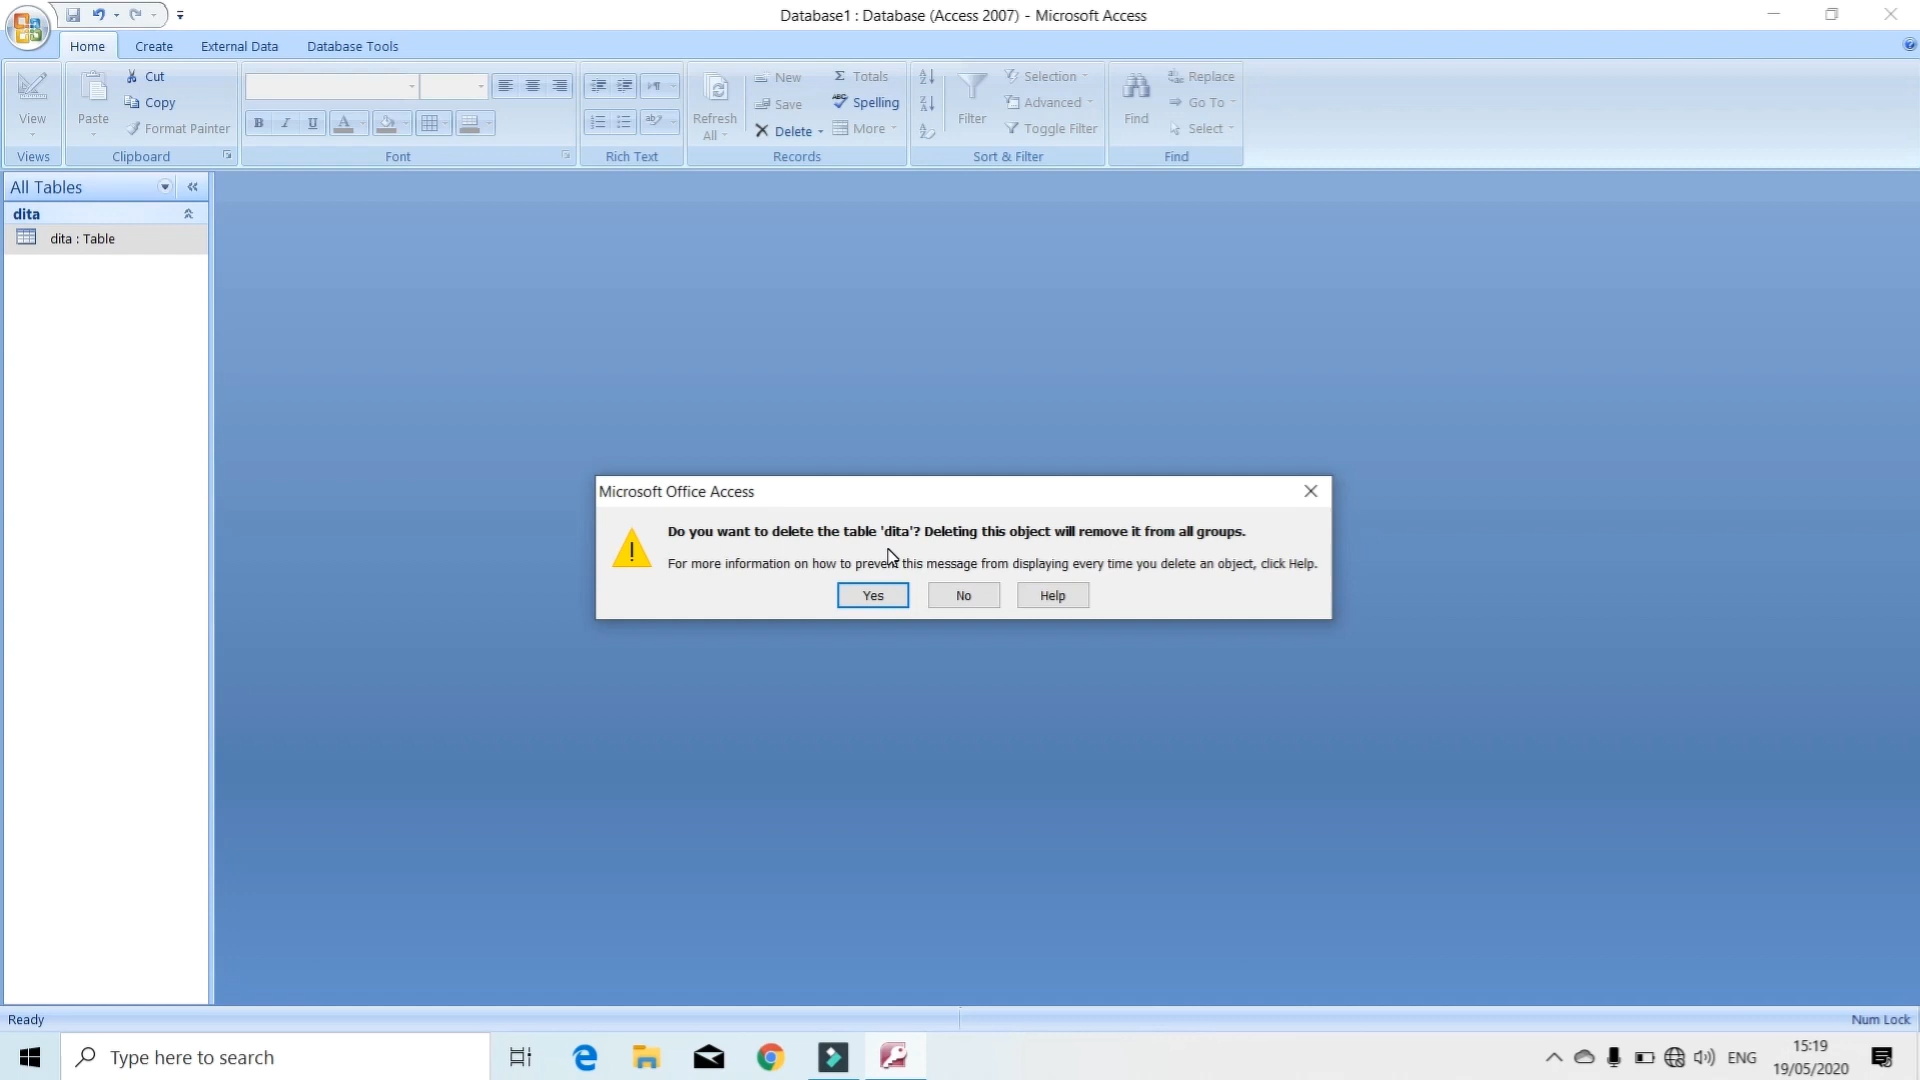 Database1 : Database (Access 2007) - Microsoft Access
Home Create External Data Database Tools
View
Views
Paste
Cut
Copy
Format Painter
Clipboard
B I U A
Font
Rich Text
Refresh All
New
Save
Delete
Totals
Spelling
More
Records
Filter
Selection
Advanced
Toggle Filter
Sort & Filter
Find
Replace
Go To
Select
Find
All Tables
dita
dita : Table
Microsoft Office Access
Do you want to delete the table 'dita'? Deleting this object will remove it from all groups.
For more information on how to prevent this message from displaying every time you delete an object, click Help.
Yes No Help
Ready
Num Lock
Type here to search
ENG
15:19
19/05/2020